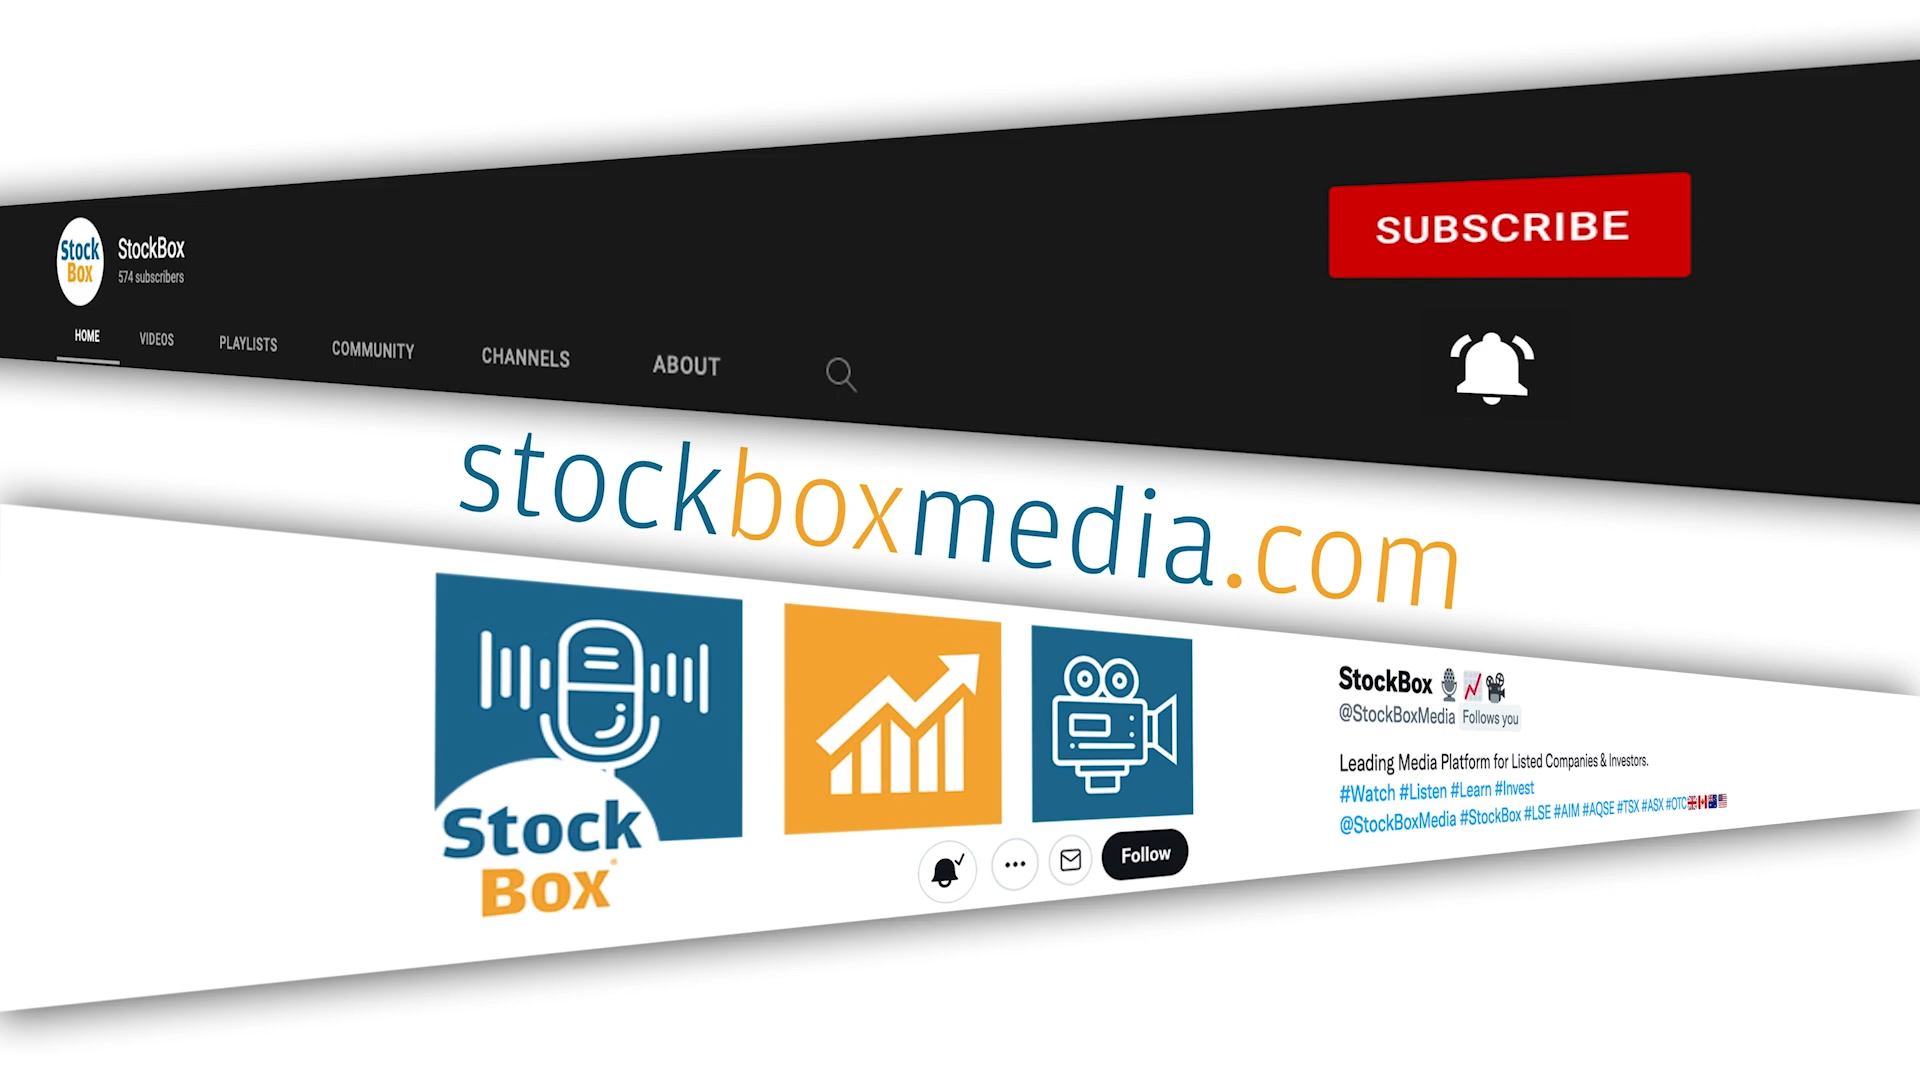 Stock
Box
StockBox
574 subscribers
SUBSCRIBE
HOME VIDEOS PLAYLISTS COMMUNITY CHANNELS ABOUT
stockboxmedia.com
Stock
Box
Follow
StockBox
@StockBoxMedia Follows you
Leading Media Platform for Listed Companies & Investors.
#Watch #Listen #Learn #Invest
@StockBoxMedia #StockBox #LSE #AIM #AQSE #TSX #ASX #OTC